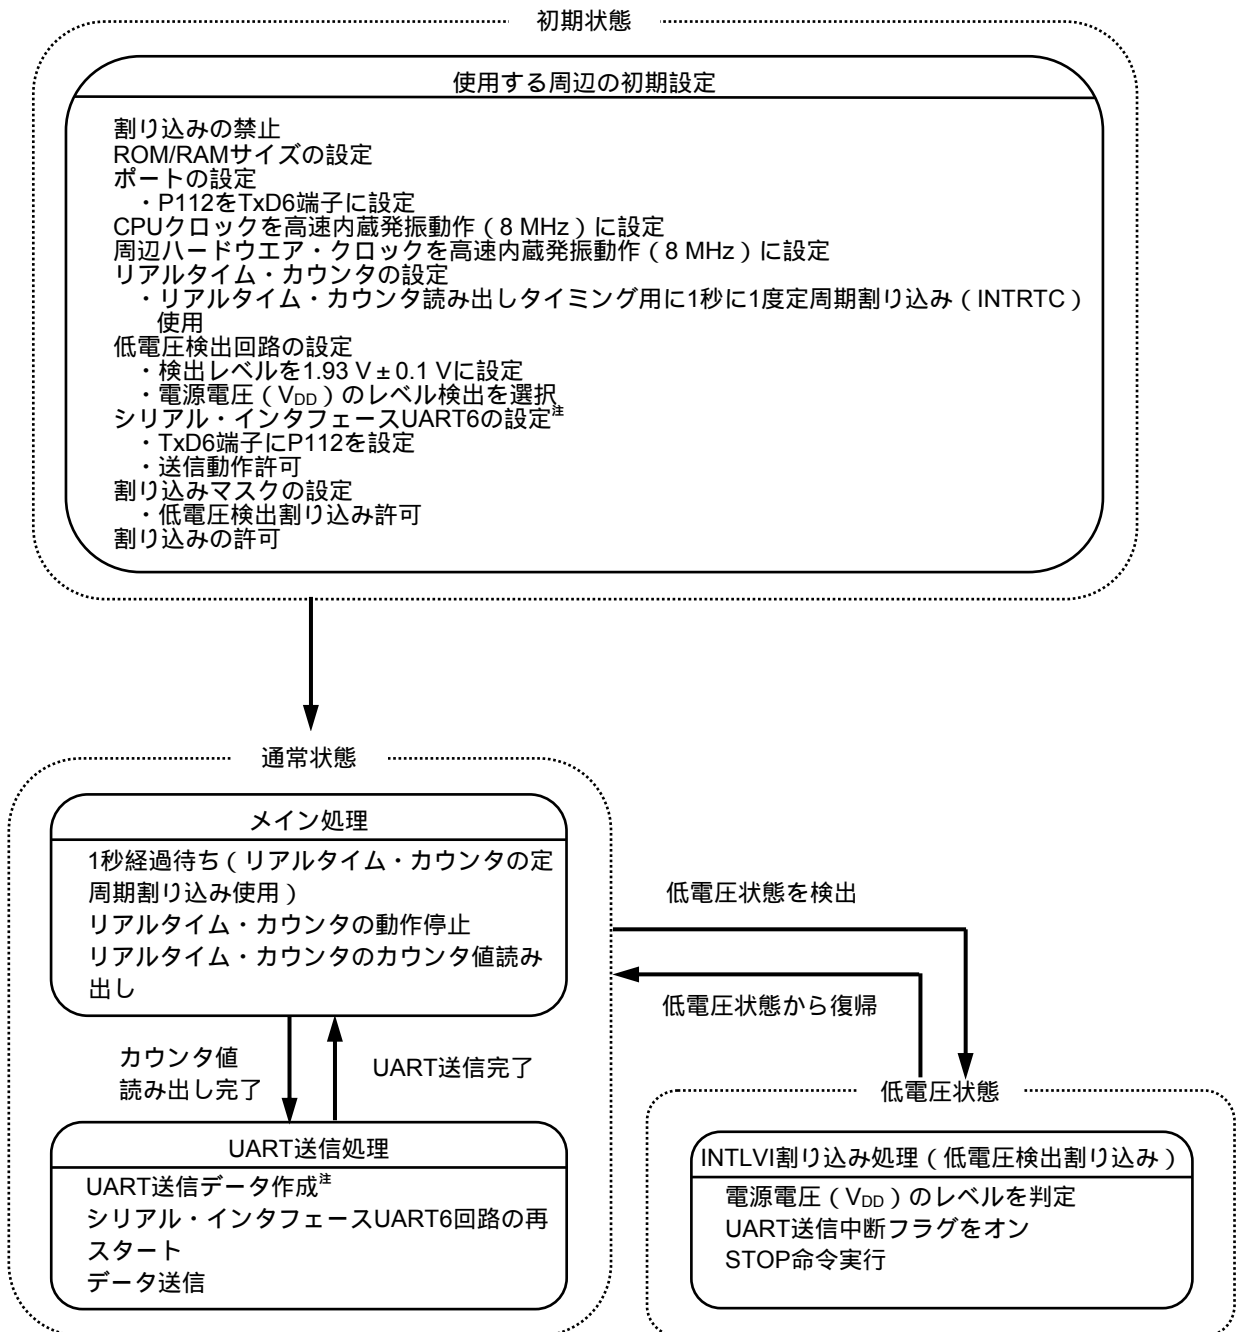 初期状態
使用する周辺の初期設定
割り込みの禁止
ROM/RAMサイズの設定
ポートの設定
・P112をTxD6端子に設定
CPUクロックを高速内蔵発振動作（8 MHz）に設定
周辺ハードウエア・クロックを高速内蔵発振動作（8 MHz）に設定
リアルタイム・カウンタの設定
・リアルタイム・カウンタ読み出しタイミング用に1秒に1度定周期割り込み（INTRTC）
使用
低電圧検出回路の設定
・検出レベルを1.93 V±0.1 Vに設定
・電源電圧（VDD）のレベル検出を選択
シリアル・インタフェースUART6の設定注
・TxD6端子にP112を設定
・送信動作許可
割り込みマスクの設定
・低電圧検出割り込み許可
割り込みの許可
通常状態
メイン処理
1秒経過待ち（リアルタイム・カウンタの定
周期割り込み使用）
リアルタイム・カウンタの動作停止
リアルタイム・カウンタのカウンタ値読み
出し
カウンタ値
読み出し完了
UART送信完了
UART送信処理
UART送信データ作成注
シリアル・インタフェースUART6回路の再
スタート
データ送信
低電圧状態を検出
低電圧状態から復帰
低電圧状態
INTLVI割り込み処理（低電圧検出割り込み）
電源電圧（VDD）のレベルを判定
UART送信中断フラグをオン
STOP命令実行